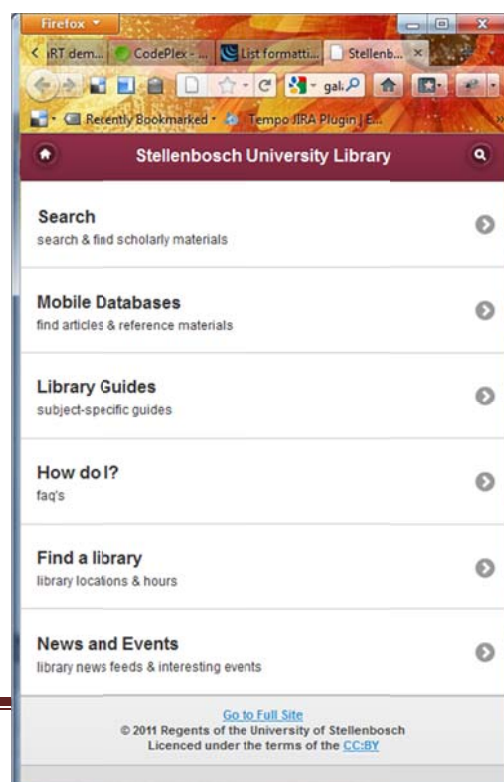 Firefox
iRT dem...
CodePlex - ...
List formatti...
Stellenb...
gal
Recently Bookmarked
Tempo JIRA Plugin | E...
Stellenbosch University Library
Search
search & find scholarly materials
Mobile Databases
find articles & reference materials
Library Guides
subject-specific guides
How do I?
faq's
Find a library
library locations & hours
News and Events
library news feeds & interesting events
Go to Full Site
© 2011 Regents of the University of Stellenbosch
Licenced under the terms of the CC:BY